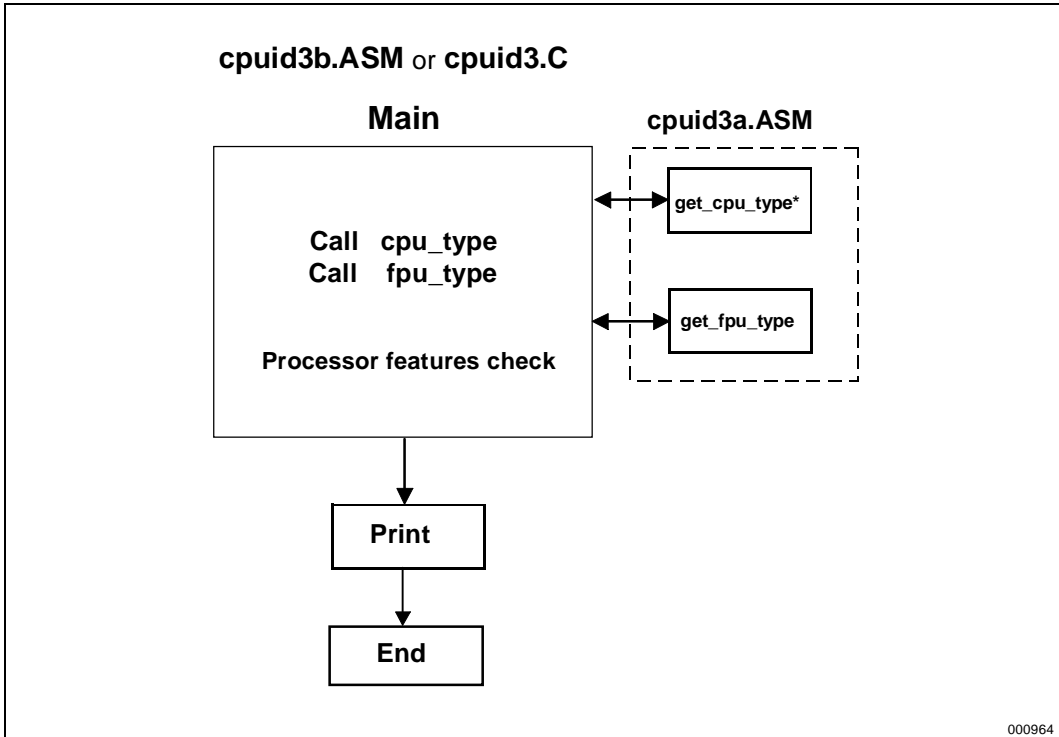 cpuid3b.ASM or cpuid3.C
Main
cpuid3a.ASM
get_cpu_type*
Call cpu_type
Call fpu_type
get_fpu_type
Processor features check
Print
End
000964